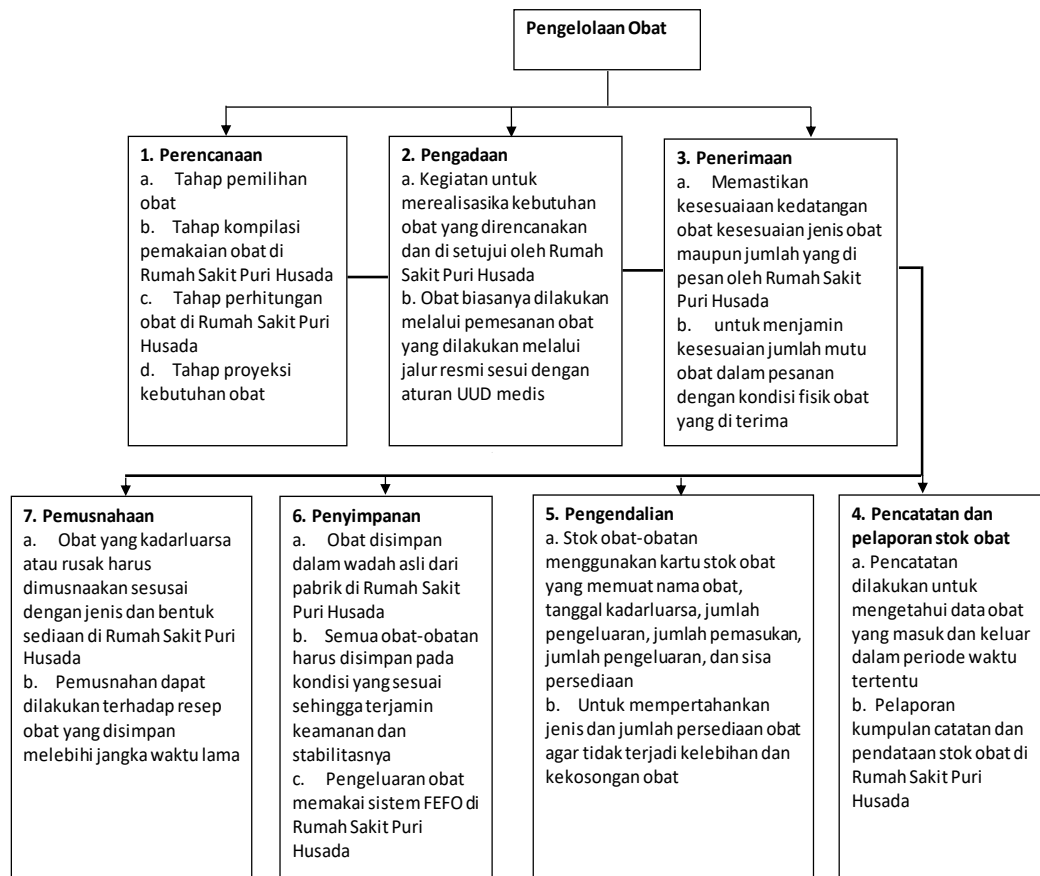 Pengelolaan Obat
1. Perencanaan
a. Tahap pemilihan
obat
b. Tahap kompilasi
pemakaian obat di
Rumah Sakit Puri Husada
c. Tahap perhitungan
obat di Rumah Sakit Puri
Husada
d. Tahap proyeksi
kebutuhan obat
2. Pengadaan
a. Kegiatan untuk
merealisasika kebutuhan
obat yang direncanakan
dan di setujui oleh Rumah
Sakit Puri Husada
b. Obat biasanya dilakukan
melalui pemesanan obat
yang dilakukan melalui
jalur resmi sesui dengan
aturan UUD medis
3. Penerimaan
a. Memastikan
kesesuaiaan kedatangan
obat kesesuaian jenis obat
maupun jumlah yang di
pesan oleh Rumah Sakit
Puri Husada
b. untuk menjamin
kesesuaian jumlah mutu
obat dalam pesanan
dengan kondisi fisik obat
yang di terima
7. Pemusnahaan
a. Obat yang kadarluarsa
atau rusak harus
dimusnaakan sesusai
dengan jenis dan bentuk
sediaan di Rumah Sakit Puri
Husada
b. Pemusnahan dapat
dilakukan terhadap resep
obat yang disimpan
melebihi jangka waktu lama
6. Penyimpanan
a. Obat disimpan
dalam wadah asli dari
pabrik di Rumah Sakit
Puri Husada
b. Semua obat-obatan
harus disimpan pada
kondisi yang sesuai
sehingga terjamin
keamanan dan
stabilitasnya
c. Pengeluaran obat
memakai sistem FEFO di
Rumah Sakit Puri
Husada
5. Pengendalian
a. Stok obat-obatan
menggunakan kartu stok obat
yang memuat nama obat,
tanggal kadarluarsa, jumlah
pengeluaran, jumlah pemasukan,
jumlah pengeluaran, dan sisa
persediaan
b. Untuk mempertahankan
jenis dan jumlah persediaan obat
agar tidak terjadi kelebihan dan
kekosongan obat
4. Pencatatan dan
pelaporan stok obat
a. Pencatatan
dilakukan untuk
mengetahui data obat
yang masuk dan keluar
dalam periode waktu
tertentu
b. Pelaporan
kumpulan catatan dan
pendataan stok obat di
Rumah Sakit Puri
Husada